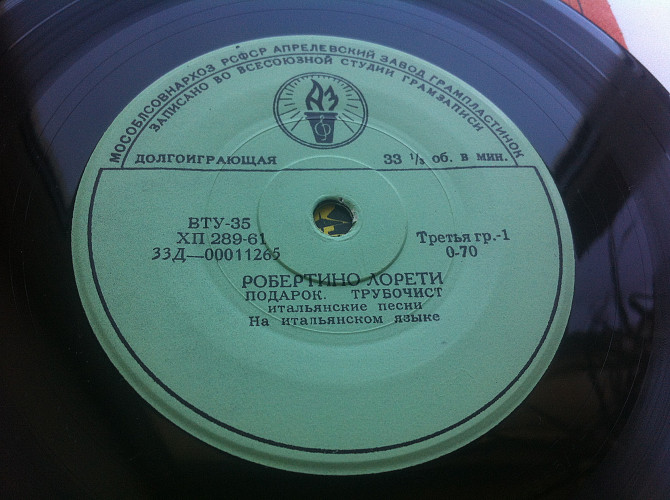 МОСОБЛСОВНАРХОЗ РСФСР АПРЕЛЕВСКИЙ ЗАВОД ГРАМПЛАСТИНОК
ЗАПИСАНО ВО ВСЕСОЮЗНОЙ СТУДИИ ГРАМЗАПИСИ
АЗ
ДОЛГОИГРАЮЩАЯ 33 ⅓ об. в мин.
ВТУ-35
ХП 289-61
33Д—00011265
Третья гр.-1
0-70
РОБЕРТИНО ЛОРЕТИ
ПОДАРОК. ТРУБОЧИСТ
итальянские песни
На итальянском языке